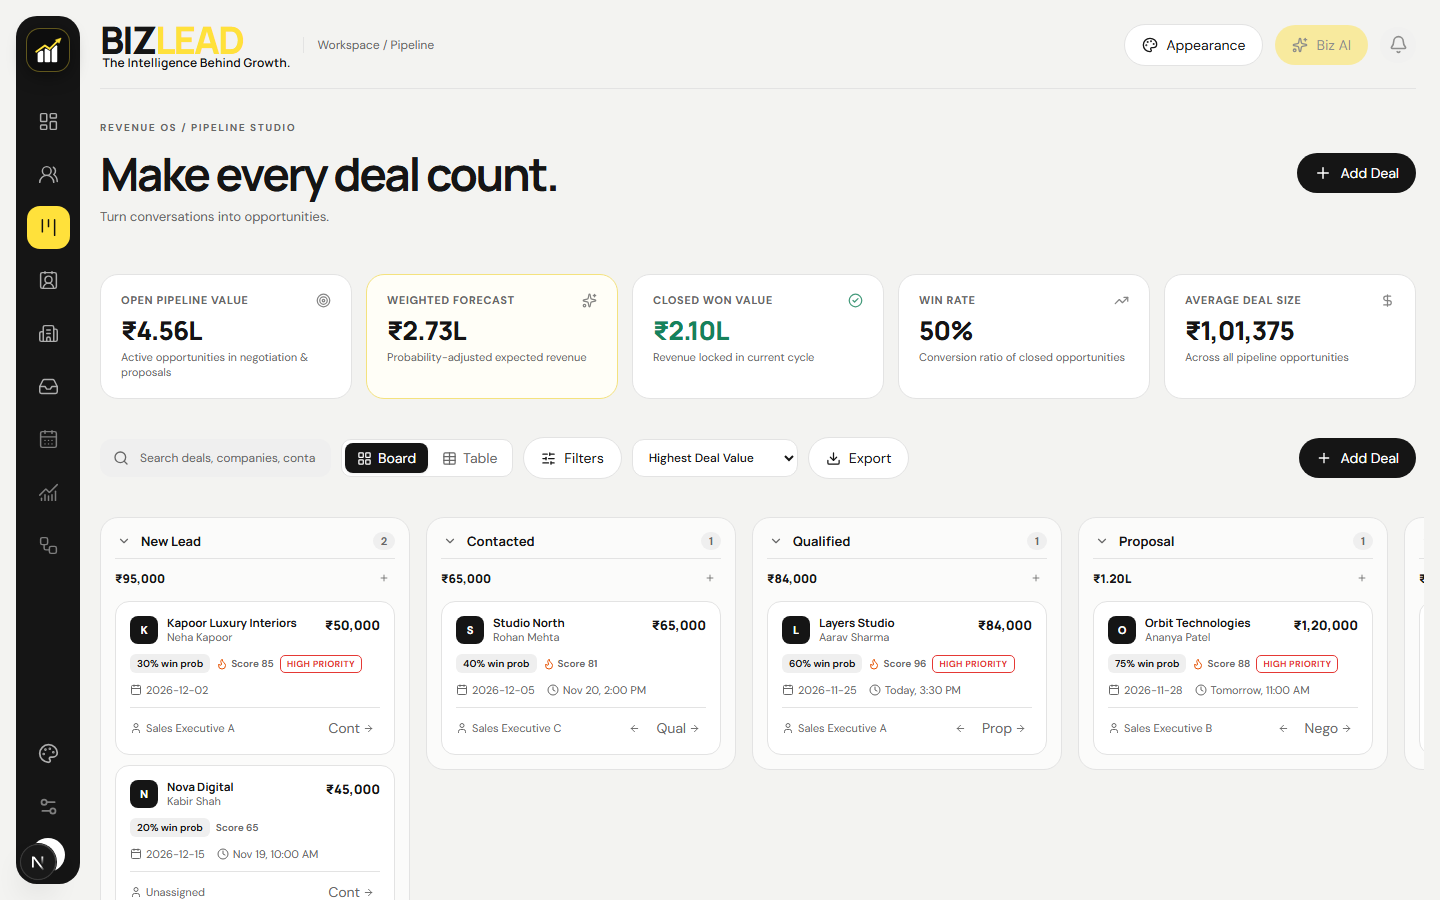 BIZLEAD
The Intelligence Behind Growth.
Workspace / Pipeline
Appearance
Biz AI
REVENUE OS / PIPELINE STUDIO
Make every deal count.
Turn conversations into opportunities.
Add Deal
OPEN PIPELINE VALUE
₹4.56L
Active opportunities in negotiation &
proposals
WEIGHTED FORECAST
₹2.73L
Probability-adjusted expected revenue
CLOSED WON VALUE
₹2.10L
Revenue locked in current cycle
WIN RATE
50%
Conversion ratio of closed opportunities
AVERAGE DEAL SIZE
$
₹1,01,375
Across all pipeline opportunities
Search deals, companies, conta
Board
Table
Filters
Highest Deal Value
Export
+ Add Deal
New Lead
2
₹95,000
+
K
Kapoor Luxury Interiors
Neha Kapoor
₹50,000
30% win prob
Score 85
HIGH PRIORITY
2026-12-02
Sales Executive A
Cont →
N
Nova Digital
Kabir Shah
₹45,000
20% win prob
Score 65
2026-12-15
Nov 19, 10:00 AM
Unassigned
Cont →
Contacted
1
₹65,000
+
S
Studio North
Rohan Mehta
₹65,000
40% win prob
Score 81
2026-12-05
Nov 20, 2:00 PM
Sales Executive C
← Qual →
Qualified
1
₹84,000
+
L
Layers Studio
Aarav Sharma
₹84,000
60% win prob
Score 96
HIGH PRIORITY
2026-11-25
Today, 3:30 PM
Sales Executive A
← Prop →
Proposal
1
₹1.20L
+
O
Orbit Technologies
Ananya Patel
₹1,20,000
75% win prob
Score 88
HIGH PRIORITY
2026-11-28
Tomorrow, 11:00 AM
Sales Executive B
← Nego →
N